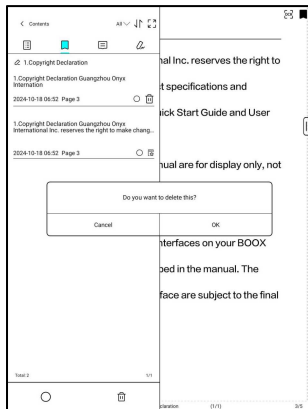 Contents
All
1.Copyright Declaration
1.Copyright Declaration Guangzhou Onyx
Internation
2024-10-18 06:52 Page 3
1.Copyright Declaration Guangzhou Onyx
International Inc. reserves the right to make chang...
2024-10-18 06:52 Page 3
Total 2
1/1
nal Inc. reserves the right to
t specifications and
ick Start Guide and User
ual are for display only, not
Do you want to delete this?
Cancel
OK
nterfaces on your BOOX
bed in the manual. The
face are subject to the final
claration
(1/1)
3/5